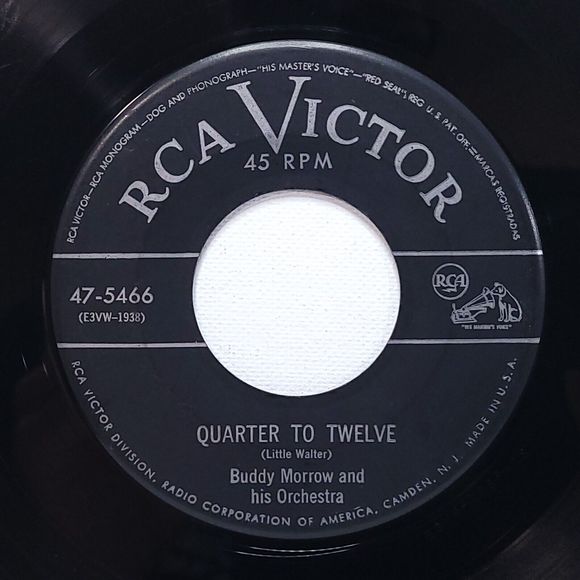 RCA VICTOR—RCA MONOGRAM—DOG AND PHONOGRAPH—"HIS MASTER'S VOICE"—"RED SEAL", REG. U. S. PAT. OFF.—MARCAS REGISTRADAS
RCA VICTOR
45 RPM
47-5466
(E3VW-1938)
RCA
"HIS MASTER'S VOICE"
QUARTER TO TWELVE
(Little Walter)
Buddy Morrow and
his Orchestra
RCA VICTOR DIVISION, RADIO CORPORATION OF AMERICA, CAMDEN, N. J. MADE IN U. S. A.